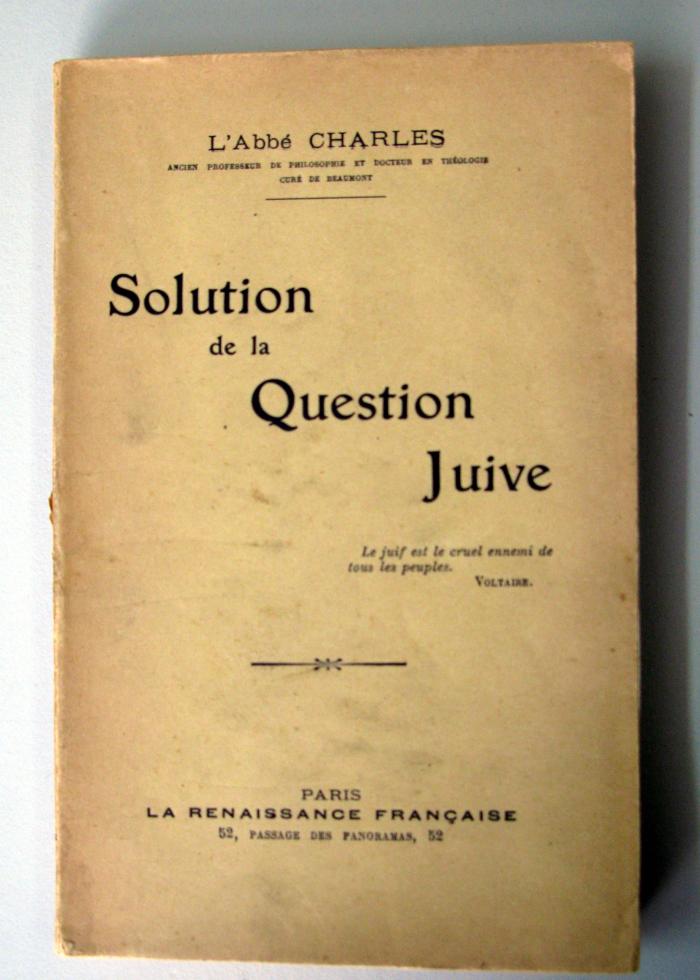 L'Abbé CHARLES
ANCIEN PROFESSEUR DE PHILOSOPHIE ET DOCTEUR EN THÉOLOGIE
CURÉ DE BEAUMONT
Solution
de la
Question
Juive
Le juif est le cruel ennemi de
tous les peuples.
VOLTAIRE.
PARIS
LA RENAISSANCE FRANÇAISE
52, PASSAGE DES PANORAMAS, 52